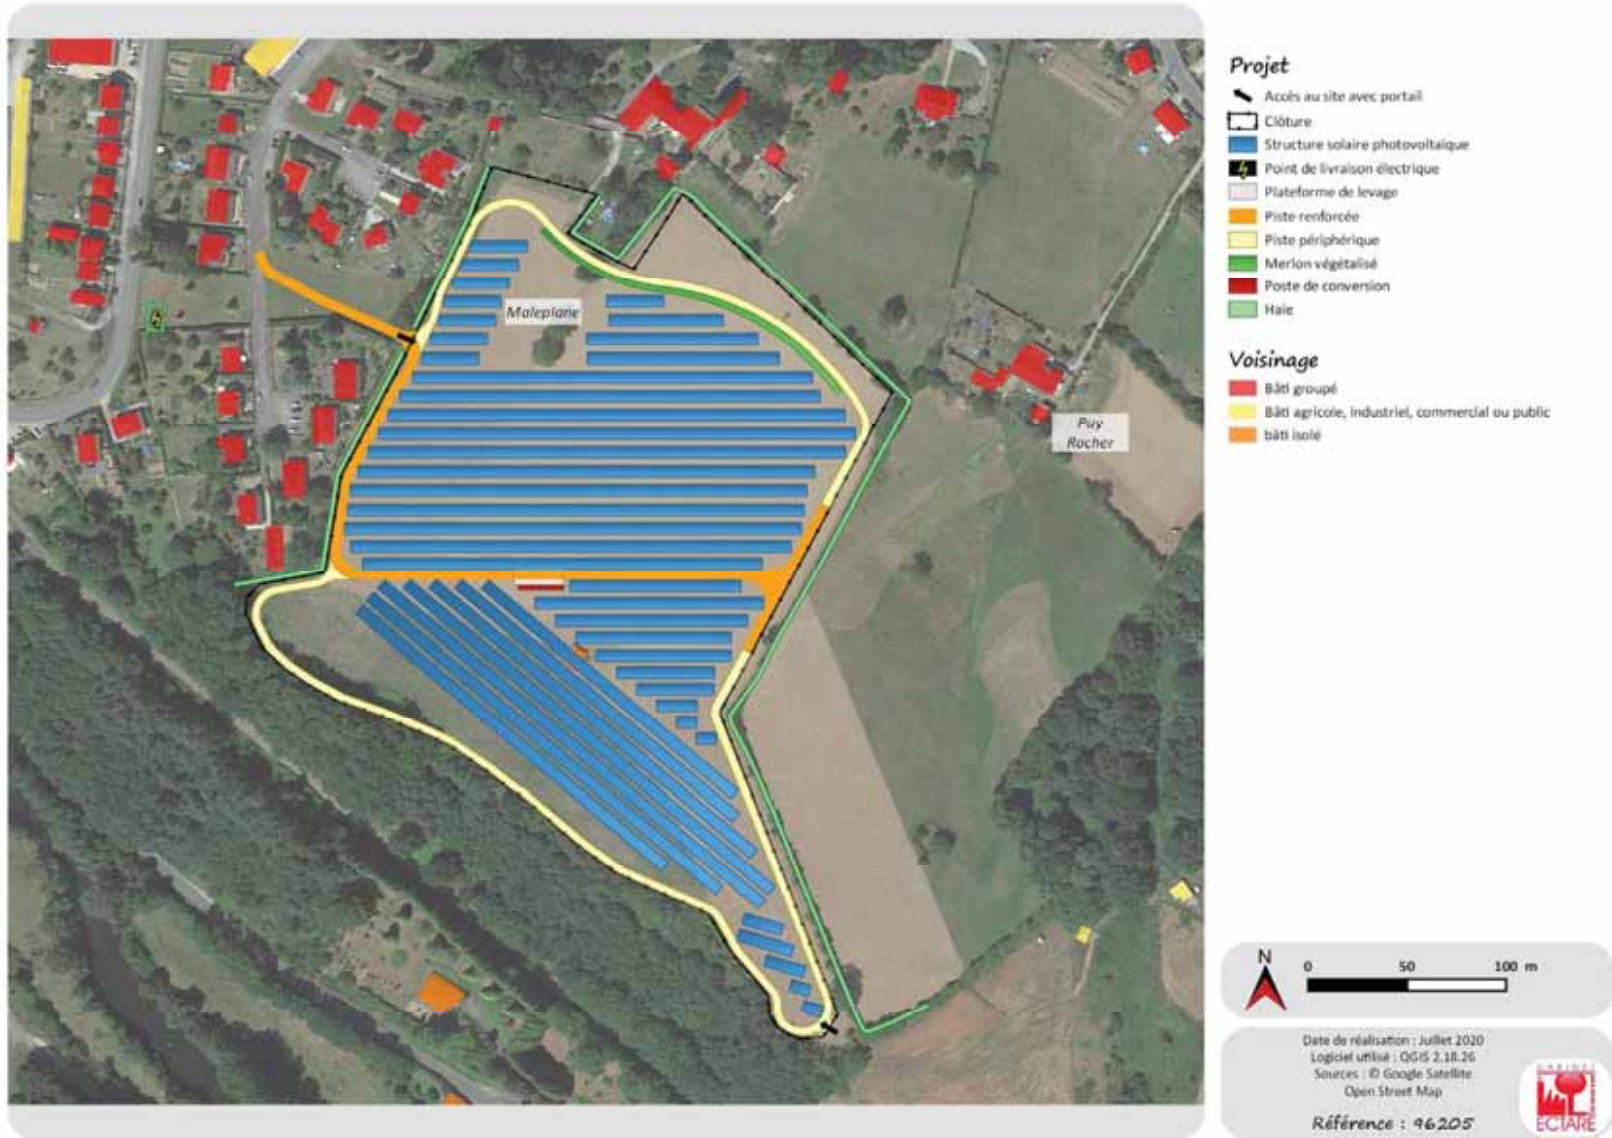 Maleplane
Puy
Rocher
Projet
Accès au site avec portail
Clôture
Structure solaire photovoltaïque
Point de livraison électrique
Plateforme de levage
Piste renforcée
Piste périphérique
Merlon végétalisé
Poste de conversion
Haie
Voisinage
Bâti groupé
Bâti agricole, industriel, commercial ou public
bâti isolé
N
0 50 100 m
Date de réalisation : Juillet 2020
Logiciel utilisé : QGIS 2.18.26
Sources : © Google Satellite
Open Street Map
Référence : 96205
CABINET
ECTARE